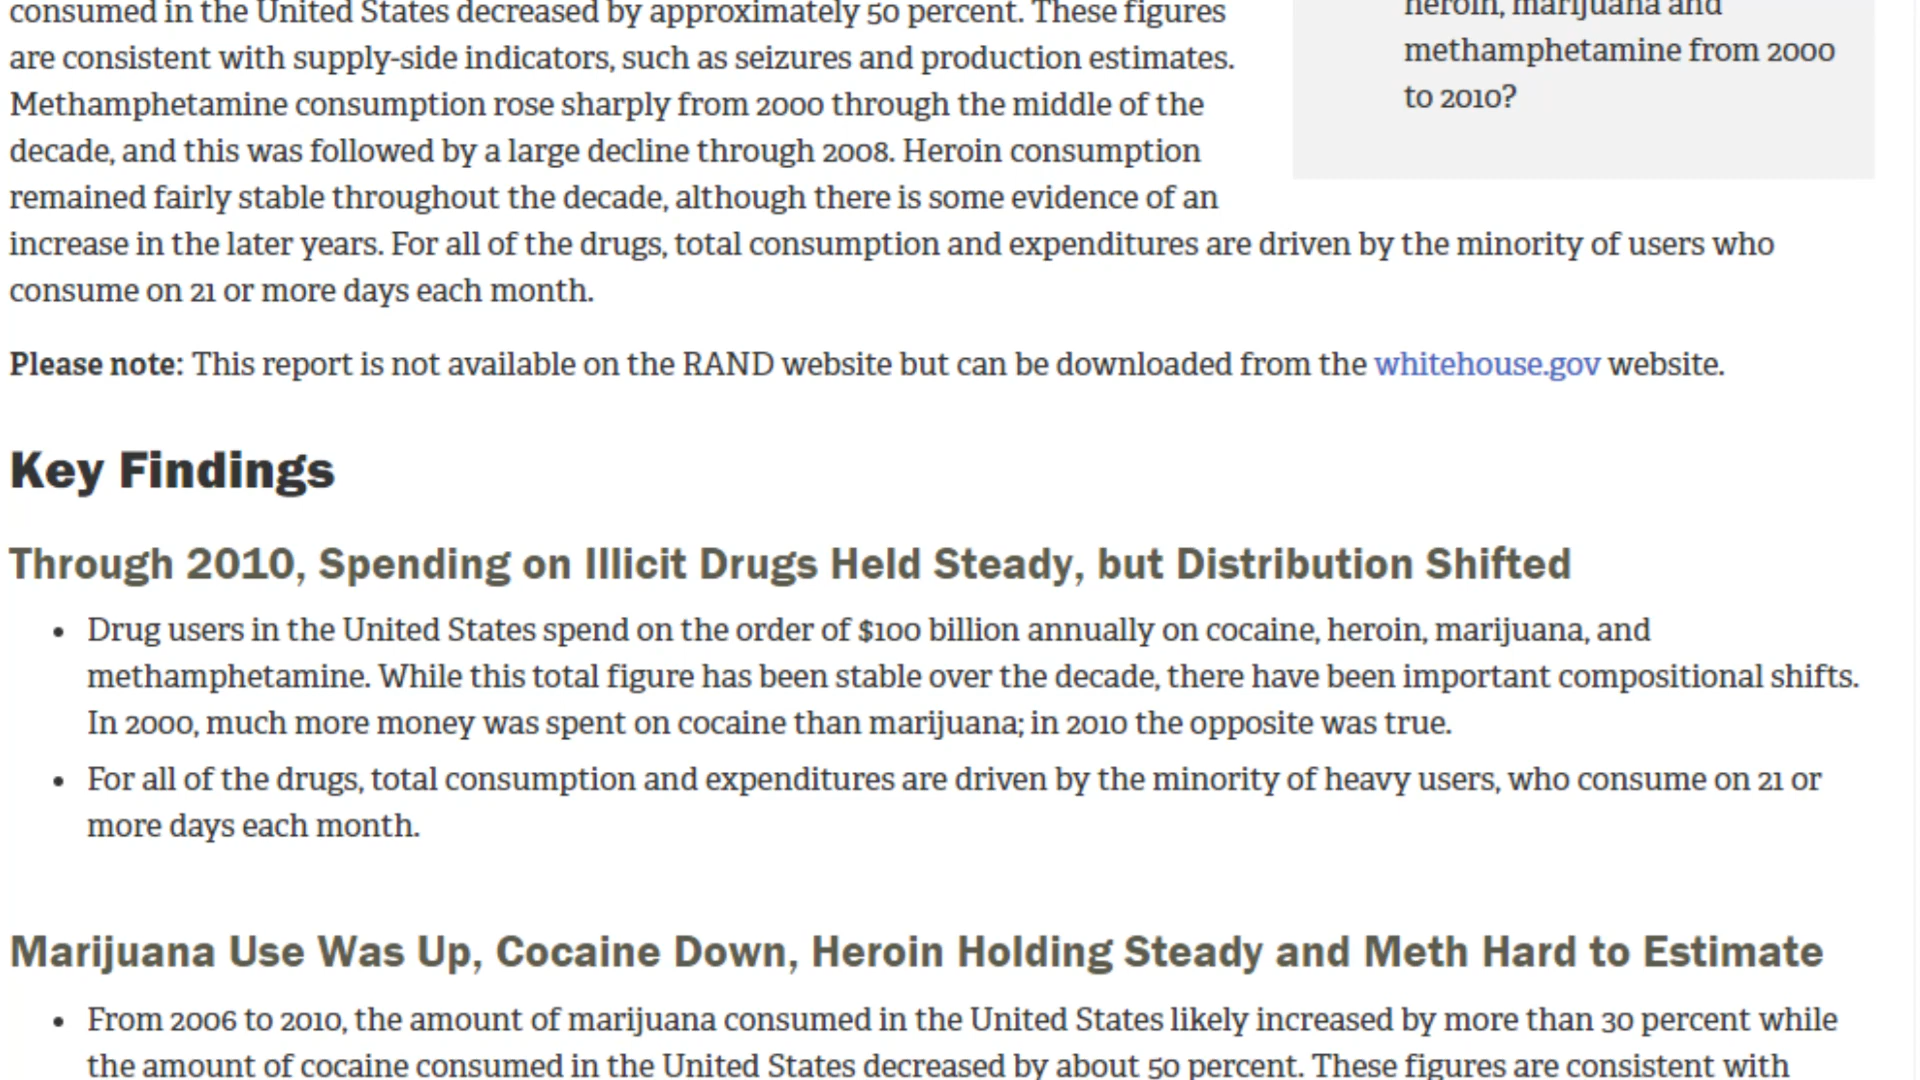 consumed in the United States decreased by approximately 50 percent. These figures
are consistent with supply-side indicators, such as seizures and production estimates.
Methamphetamine consumption rose sharply from 2000 through the middle of the
decade, and this was followed by a large decline through 2008. Heroin consumption
remained fairly stable throughout the decade, although there is some evidence of an
increase in the later years. For all of the drugs, total consumption and expenditures are driven by the minority of users who
consume on 21 or more days each month.
heroin, marijuana and
methamphetamine from 2000
to 2010?
Please note: This report is not available on the RAND website but can be downloaded from the whitehouse.gov website.
Key Findings
Through 2010, Spending on Illicit Drugs Held Steady, but Distribution Shifted
• Drug users in the United States spend on the order of $100 billion annually on cocaine, heroin, marijuana, and
methamphetamine. While this total figure has been stable over the decade, there have been important compositional shifts.
In 2000, much more money was spent on cocaine than marijuana; in 2010 the opposite was true.
• For all of the drugs, total consumption and expenditures are driven by the minority of heavy users, who consume on 21 or
more days each month.
Marijuana Use Was Up, Cocaine Down, Heroin Holding Steady and Meth Hard to Estimate
• From 2006 to 2010, the amount of marijuana consumed in the United States likely increased by more than 30 percent while
the amount of cocaine consumed in the United States decreased by about 50 percent. These figures are consistent with